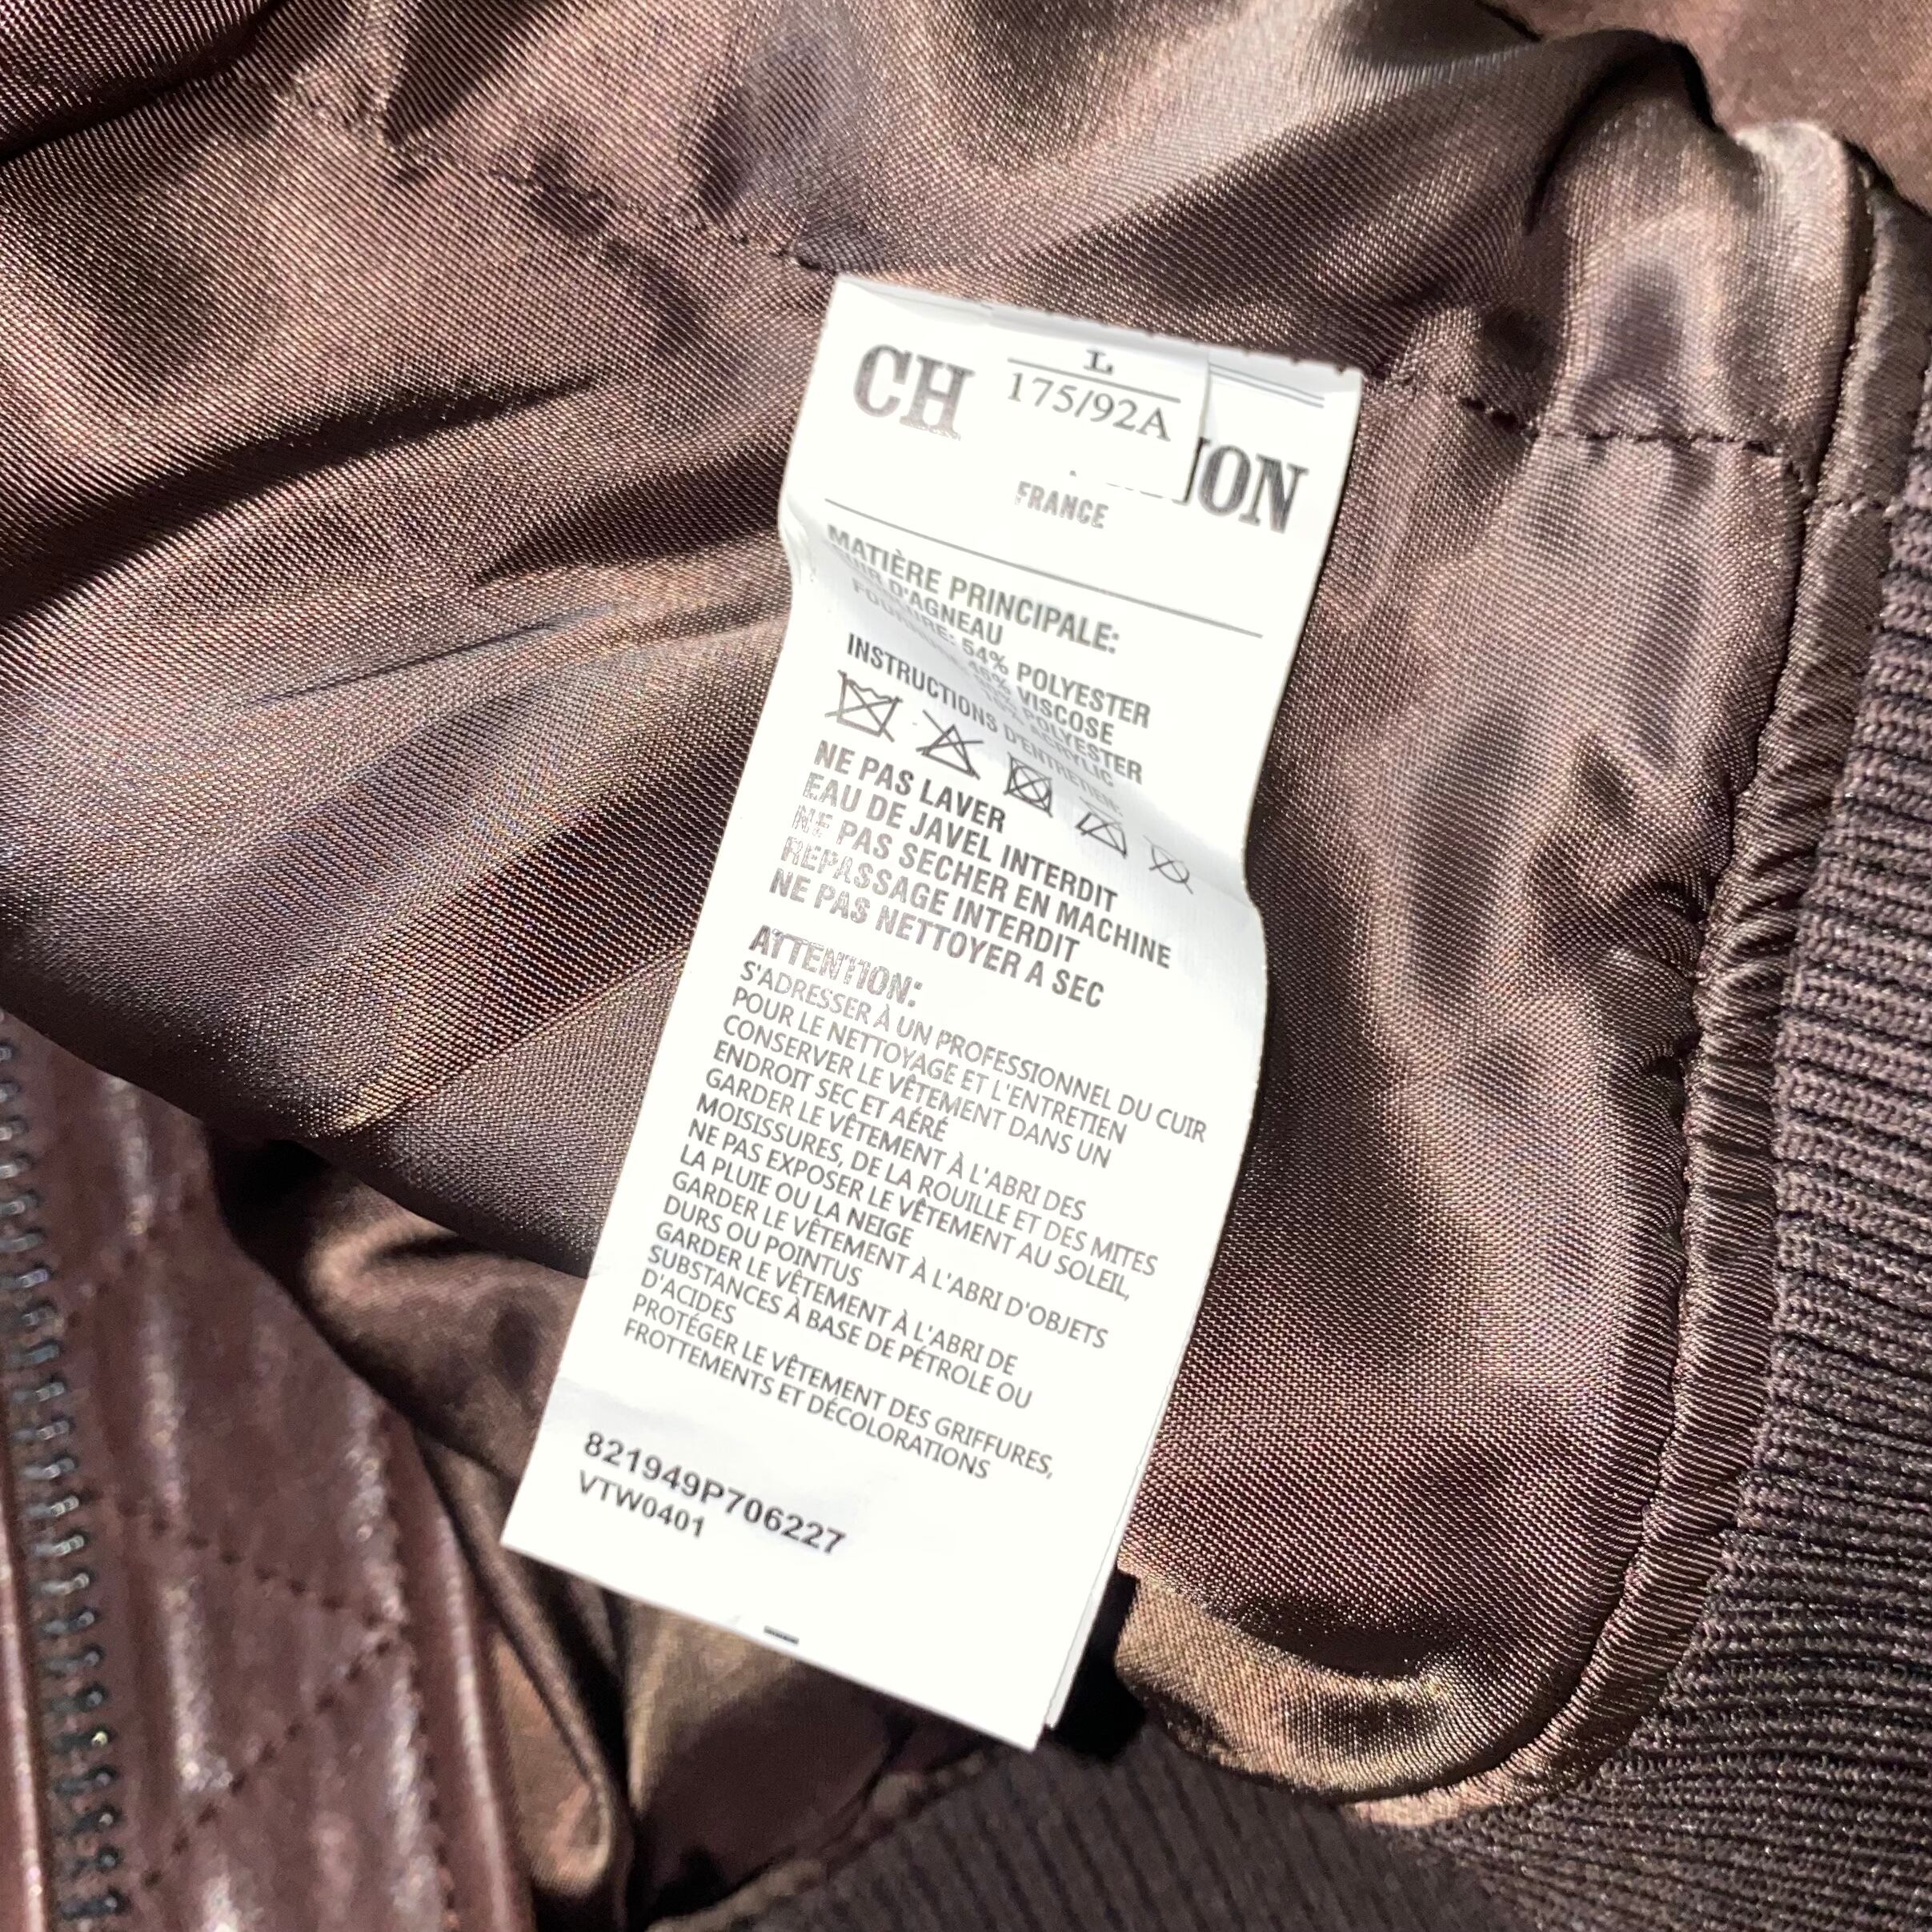 L
175/92A
CH
ION
FRANCE
MATIÈRE PRINCIPALE:
D'AGNEAU
54% POLYESTER
46% VISCOSE
POLYESTER
ACRYLIC
INSTRUCTIONS D'ENTRETIEN:
NE PAS LAVER
EAU DE JAVEL INTERDIT
NE PAS SECHER EN MACHINE
REPASSAGE INTERDIT
NE PAS NETTOYER A SEC
ATTENTION:
S'ADRESSER À UN PROFESSIONNEL DU CUIR
POUR LE NETTOYAGE ET L'ENTRETIEN
CONSERVER LE VÊTEMENT DANS UN
ENDROIT SEC ET AÉRÉ
GARDER LE VÊTEMENT À L'ABRI DES
MOISISSURES, DE LA ROUILLE ET DES MITES
NE PAS EXPOSER LE VÊTEMENT AU SOLEIL,
LA PLUIE OU LA NEIGE
GARDER LE VÊTEMENT À L'ABRI D'OBJETS
DURS OU POINTUS
GARDER LE VÊTEMENT À L'ABRI DE
SUBSTANCES À BASE DE PÉTROLE OU
D'ACIDES
PROTÉGER LE VÊTEMENT DES GRIFFURES,
FROTTEMENTS ET DÉCOLORATIONS
821949P706227
VTW0401